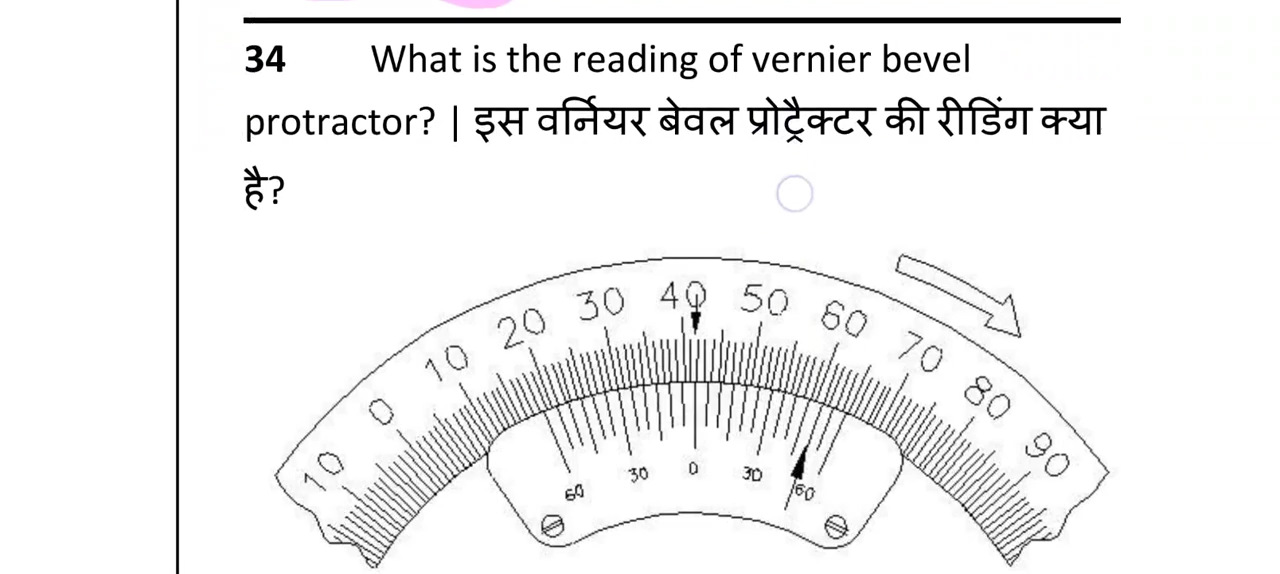 34 What is the reading of vernier bevel
protractor? | इस वर्नियर बेवल प्रोट्रैक्टर की रीडिंग क्या
है?
10 0 10 20 30 40 50 60 70 80 90
60 30 0 30 60